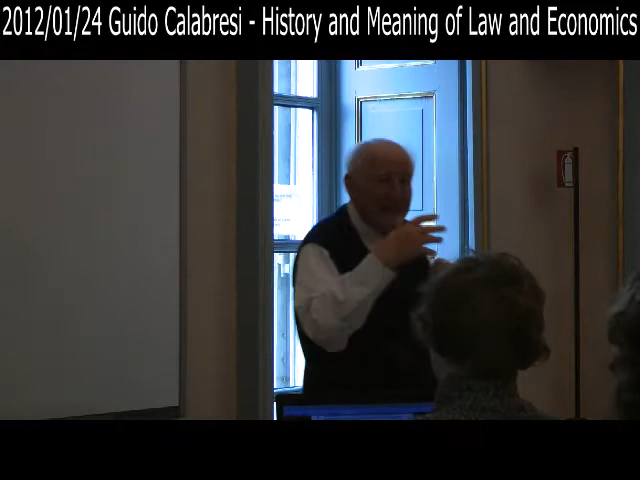 2012/01/24 Guido Calabresi - History and Meaning of Law and Economics